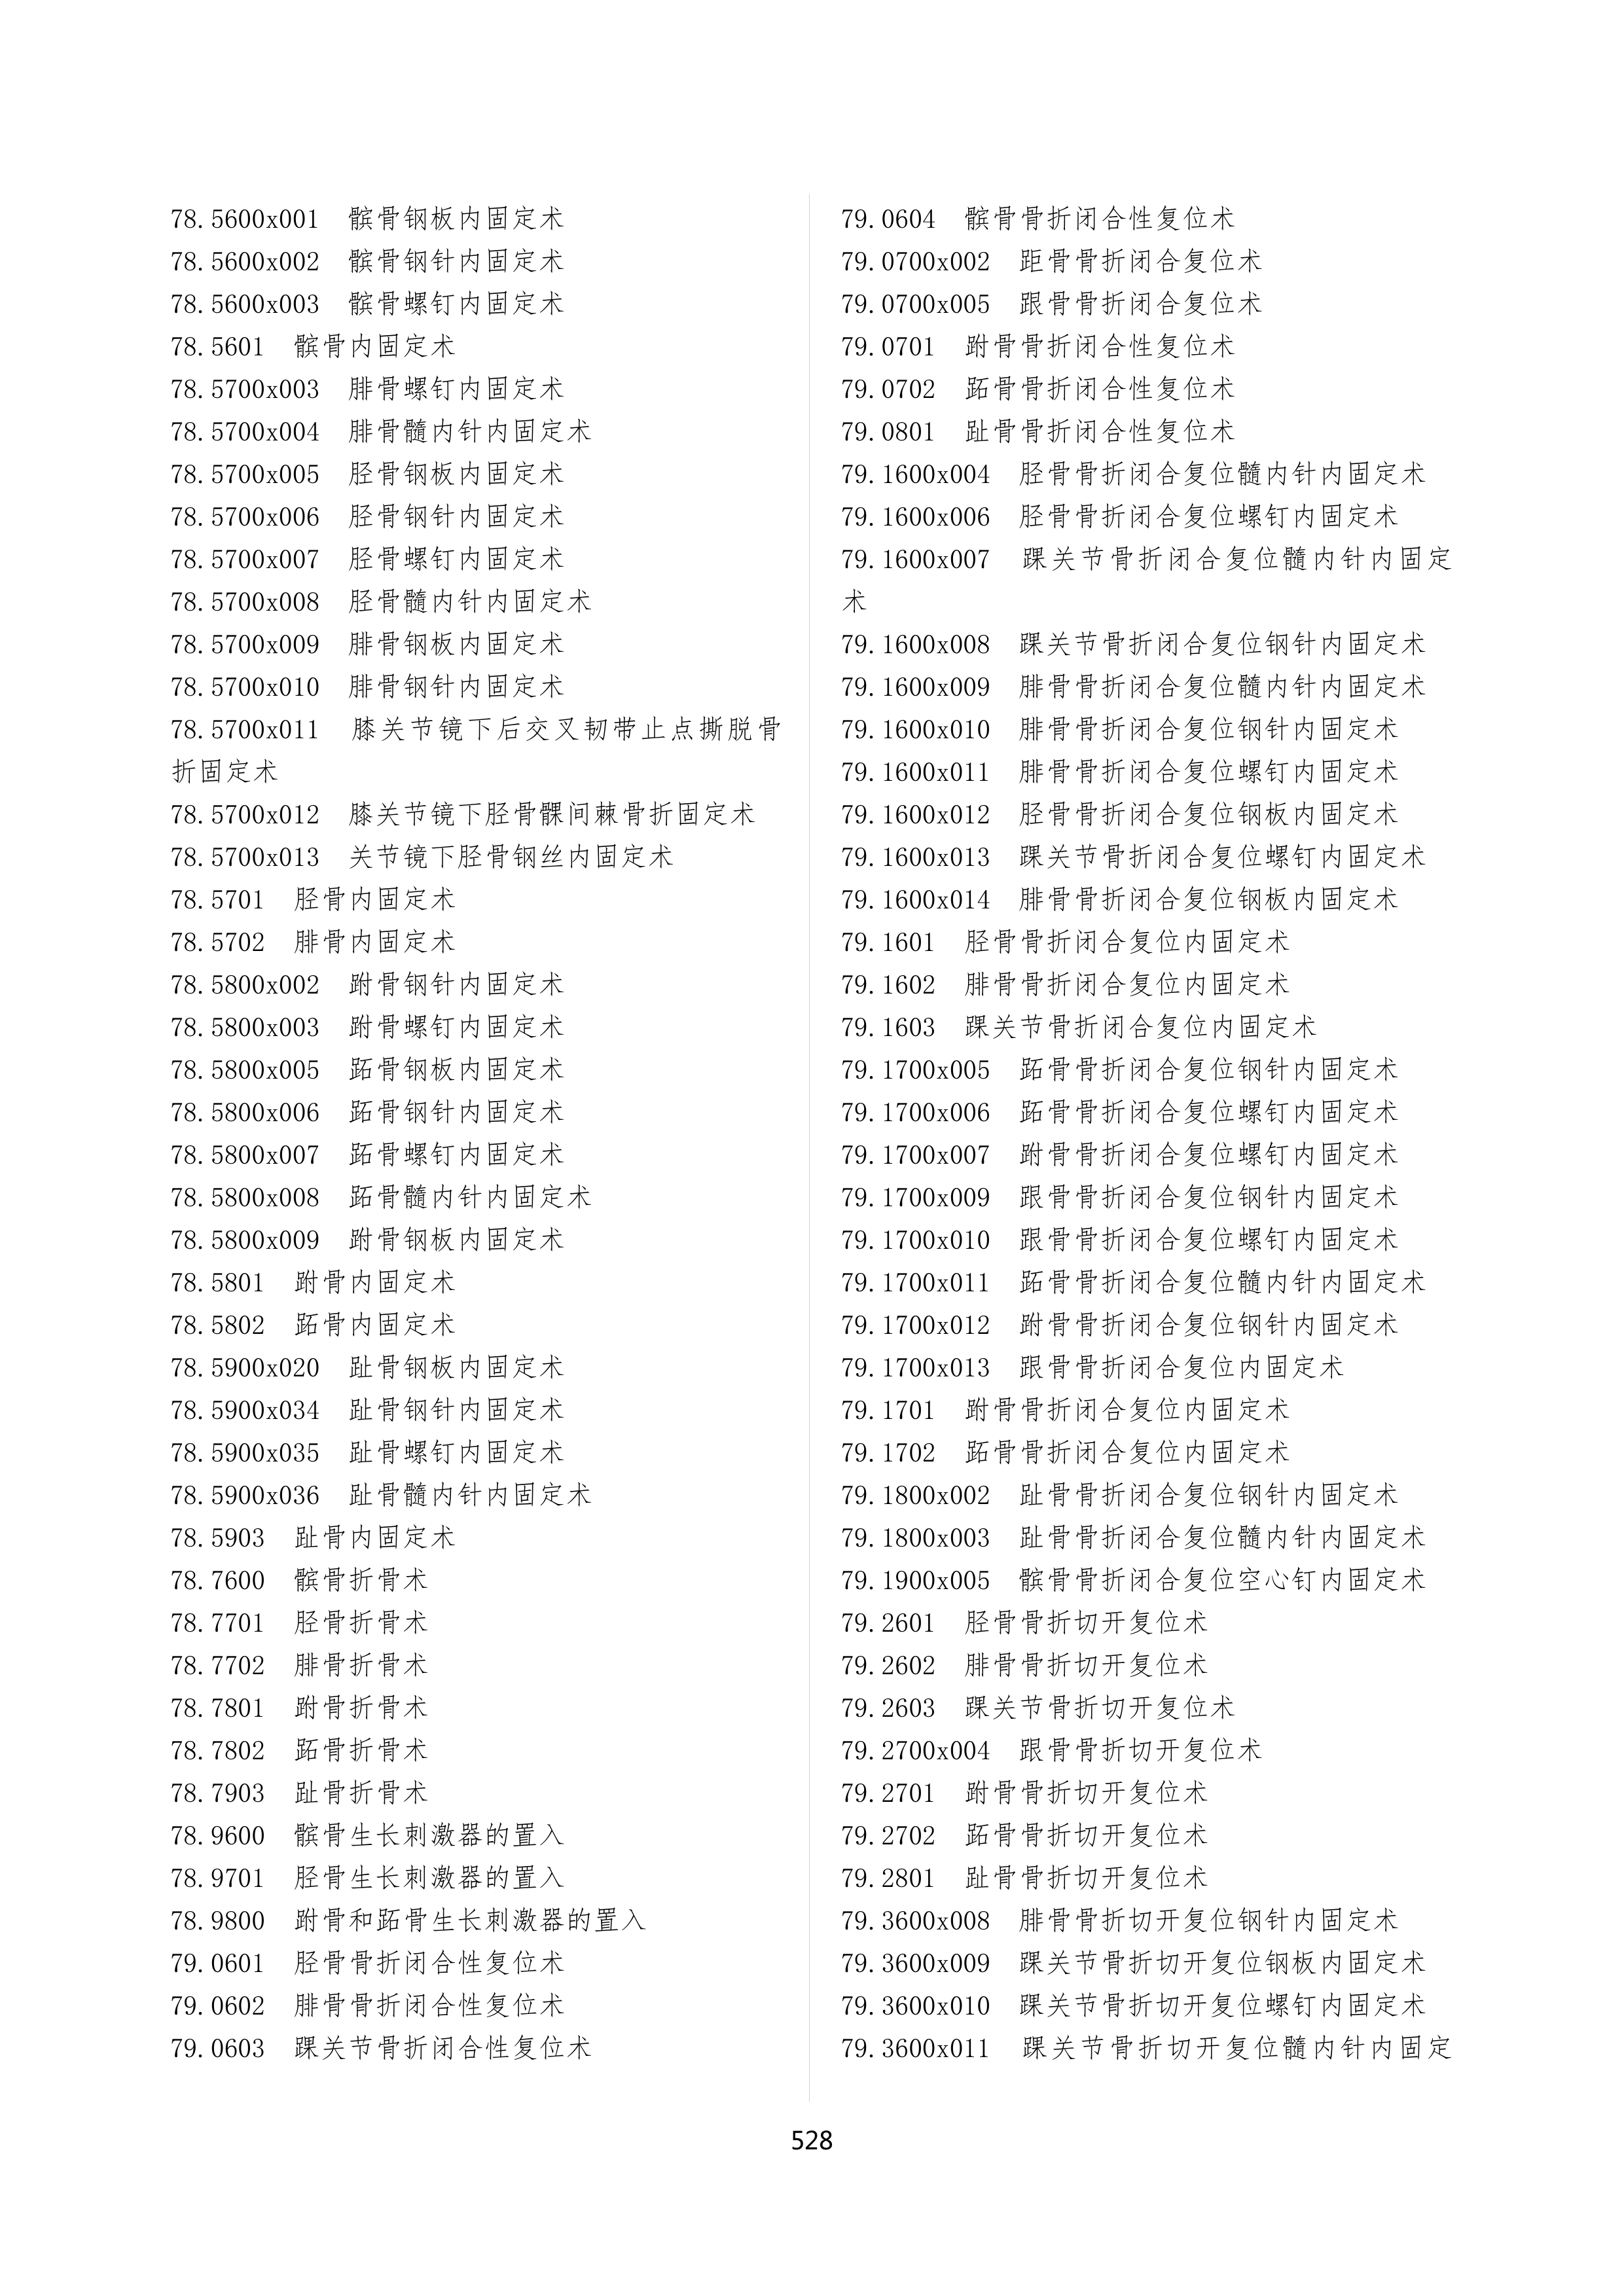 78.5600x001 髌骨钢板内固定术
78.5600x002 髌骨钢针内固定术
78.5600x003 髌骨螺钉内固定术
78.5601 髌骨内固定术
78.5700x003 腓骨螺钉内固定术
78.5700x004 腓骨髓内针内固定术
78.5700x005 胫骨钢板内固定术
78.5700x006 胫骨钢针内固定术
78.5700x007 胫骨螺钉内固定术
78.5700x008 胫骨髓内针内固定术
78.5700x009 腓骨钢板内固定术
78.5700x010 腓骨钢针内固定术
78.5700x011 膝关节镜下后交叉韧带止点撕脱骨
折固定术
78.5700x012 膝关节镜下胫骨髁间棘骨折固定术
78.5700x013 关节镜下胫骨钢丝内固定术
78.5701 胫骨内固定术
78.5702 腓骨内固定术
78.5800x002 跗骨钢针内固定术
78.5800x003 跗骨螺钉内固定术
78.5800x005 跖骨钢板内固定术
78.5800x006 跖骨钢针内固定术
78.5800x007 跖骨螺钉内固定术
78.5800x008 跖骨髓内针内固定术
78.5800x009 跗骨钢板内固定术
78.5801 跗骨内固定术
78.5802 跖骨内固定术
78.5900x020 趾骨钢板内固定术
78.5900x034 趾骨钢针内固定术
78.5900x035 趾骨螺钉内固定术
78.5900x036 趾骨髓内针内固定术
78.5903 趾骨内固定术
78.7600 髌骨折骨术
78.7701 胫骨折骨术
78.7702 腓骨折骨术
78.7801 跗骨折骨术
78.7802 跖骨折骨术
78.7903 趾骨折骨术
78.9600 髌骨生长刺激器的置入
78.9701 胫骨生长刺激器的置入
78.9800 跗骨和跖骨生长刺激器的置入
79.0601 胫骨骨折闭合性复位术
79.0602 腓骨骨折闭合性复位术
79.0603 踝关节骨折闭合性复位术
79.0604 髌骨骨折闭合性复位术
79.0700x002 距骨骨折闭合复位术
79.0700x005 跟骨骨折闭合复位术
79.0701 跗骨骨折闭合性复位术
79.0702 跖骨骨折闭合性复位术
79.0801 趾骨骨折闭合性复位术
79.1600x004 胫骨骨折闭合复位髓内针内固定术
79.1600x006 胫骨骨折闭合复位螺钉内固定术
79.1600x007 踝关节骨折闭合复位髓内针内固定
术
79.1600x008 踝关节骨折闭合复位钢针内固定术
79.1600x009 腓骨骨折闭合复位髓内针内固定术
79.1600x010 腓骨骨折闭合复位钢针内固定术
79.1600x011 腓骨骨折闭合复位螺钉内固定术
79.1600x012 胫骨骨折闭合复位钢板内固定术
79.1600x013 踝关节骨折闭合复位螺钉内固定术
79.1600x014 腓骨骨折闭合复位钢板内固定术
79.1601 胫骨骨折闭合复位内固定术
79.1602 腓骨骨折闭合复位内固定术
79.1603 踝关节骨折闭合复位内固定术
79.1700x005 跖骨骨折闭合复位钢针内固定术
79.1700x006 跖骨骨折闭合复位螺钉内固定术
79.1700x007 跗骨骨折闭合复位螺钉内固定术
79.1700x009 跟骨骨折闭合复位钢针内固定术
79.1700x010 跟骨骨折闭合复位螺钉内固定术
79.1700x011 跖骨骨折闭合复位髓内针内固定术
79.1700x012 跗骨骨折闭合复位钢针内固定术
79.1700x013 跟骨骨折闭合复位内固定术
79.1701 跗骨骨折闭合复位内固定术
79.1702 跖骨骨折闭合复位内固定术
79.1800x002 趾骨骨折闭合复位钢针内固定术
79.1800x003 趾骨骨折闭合复位髓内针内固定术
79.1900x005 髌骨骨折闭合复位空心钉内固定术
79.2601 胫骨骨折切开复位术
79.2602 腓骨骨折切开复位术
79.2603 踝关节骨折切开复位术
79.2700x004 跟骨骨折切开复位术
79.2701 跗骨骨折切开复位术
79.2702 跖骨骨折切开复位术
79.2801 趾骨骨折切开复位术
79.3600x008 腓骨骨折切开复位钢针内固定术
79.3600x009 踝关节骨折切开复位钢板内固定术
79.3600x010 踝关节骨折切开复位螺钉内固定术
79.3600x011 踝关节骨折切开复位髓内针内固定
528